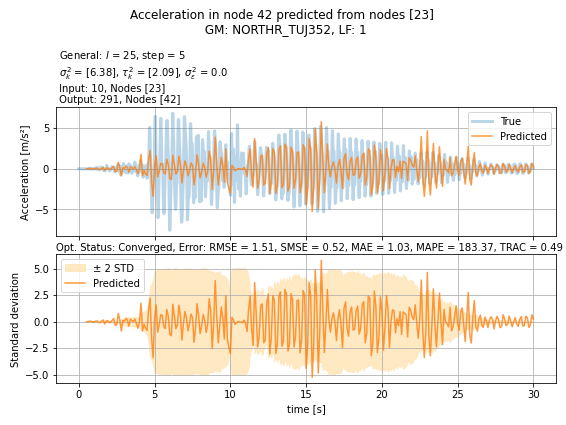 Acceleration in node 42 predicted from nodes [23]
GM: NORTHR_TUJ352, LF: 1
General: l = 25, step = 5
σ²ₖ = [6.38], τ²ₖ = [2.09], σ²ᵣ = 0.0
Input: 10, Nodes [23]
Output: 291, Nodes [42]
True
Predicted
Acceleration [m/s²]
5
0
−5
Opt. Status: Converged, Error: RMSE = 1.51, SMSE = 0.52, MAE = 1.03, MAPE = 183.37, TRAC = 0.49
± 2 STD
Predicted
Standard deviation
5.0
2.5
0.0
−2.5
−5.0
0 5 10 15 20 25 30
time [s]